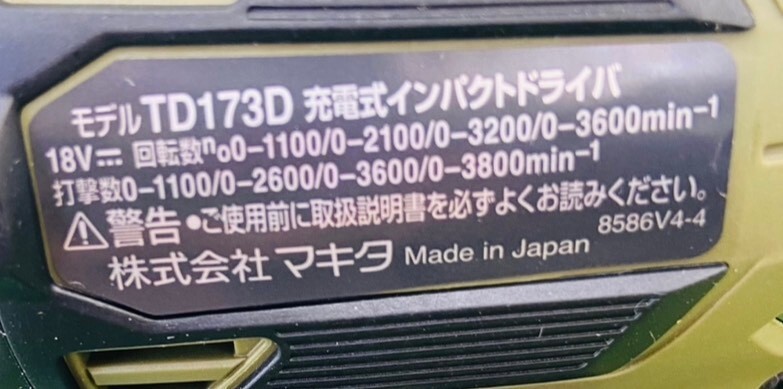 モデルTD173D 充電式インパクトドライバ
18V⎓ 回転数n₀0-1100/0-2100/0-3200/0-3600min⁻¹
打撃数0-1100/0-2600/0-3600/0-3800min⁻¹
⚠警告 •ご使用前に取扱説明書を必ずよくお読みください。
8586V4-4
株式会社 マキタ Made in Japan